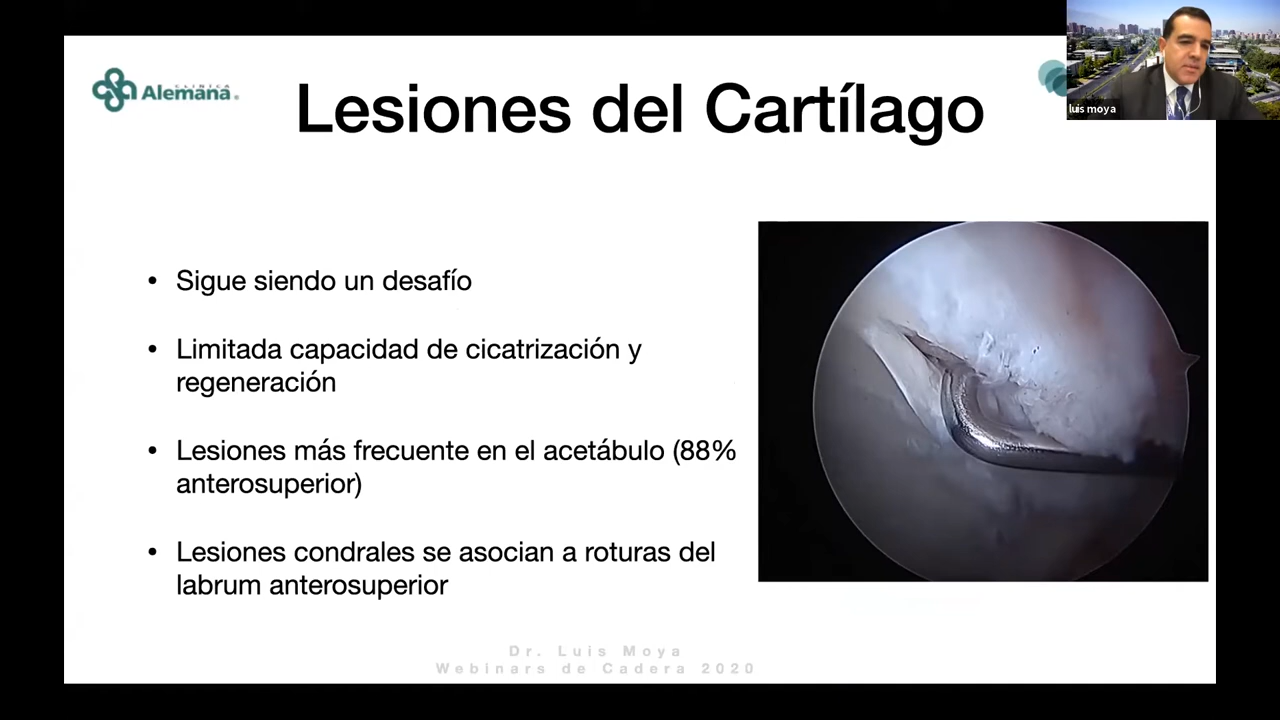 CLÍNICA
Alemana
Lesiones del Cartílago
luis moya
• Sigue siendo un desafío
• Limitada capacidad de cicatrización y
regeneración
• Lesiones más frecuente en el acetábulo (88%
anterosuperior)
• Lesiones condrales se asocian a roturas del
labrum anterosuperior
Dr. Luis Moya
Webinars de Cadera 2020